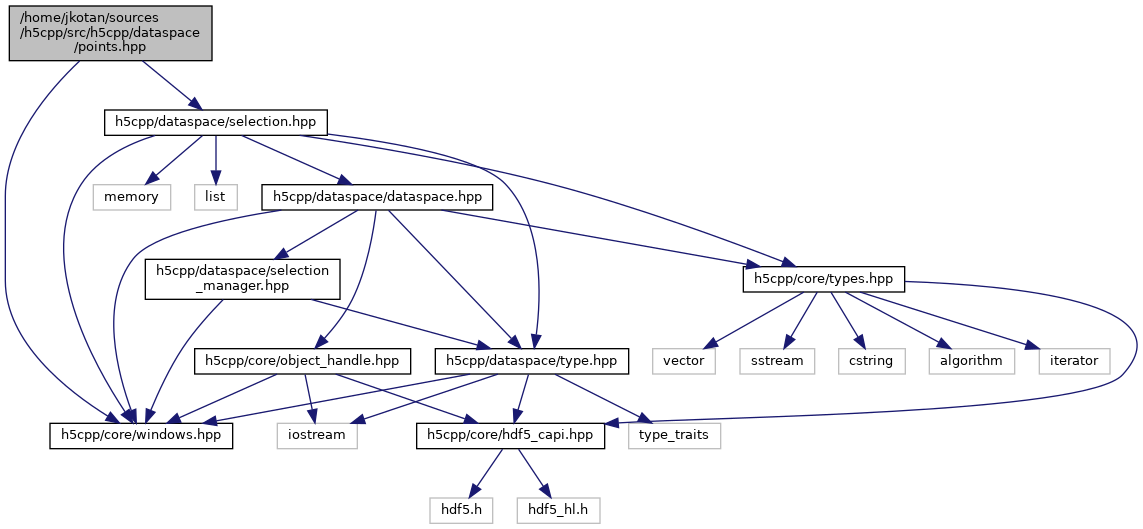 /home/jkotan/sources
/h5cpp/src/h5cpp/dataspace
/points.hpp
h5cpp/dataspace/selection.hpp
memory
list
h5cpp/dataspace/dataspace.hpp
h5cpp/dataspace/selection
_manager.hpp
h5cpp/core/types.hpp
h5cpp/core/object_handle.hpp
h5cpp/dataspace/type.hpp
vector
sstream
cstring
algorithm
iterator
h5cpp/core/windows.hpp
iostream
h5cpp/core/hdf5_capi.hpp
type_traits
hdf5.h
hdf5_hl.h